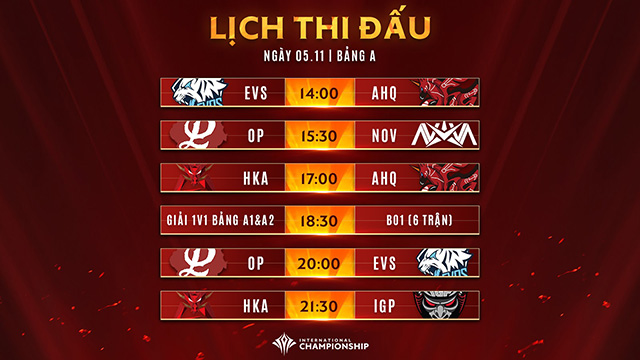 LỊCH THI ĐẤU
NGÀY 05.11 | BẢNG A
EVS 14:00 AHQ
OP 15:30 NOV
HKA 17:00 AHQ
GIẢI 1V1 BẢNG A1&A2 18:30 BO1 (6 TRẬN)
OP 20:00 EVS
HKA 21:30 IGP
INTERNATIONAL
CHAMPIONSHIP